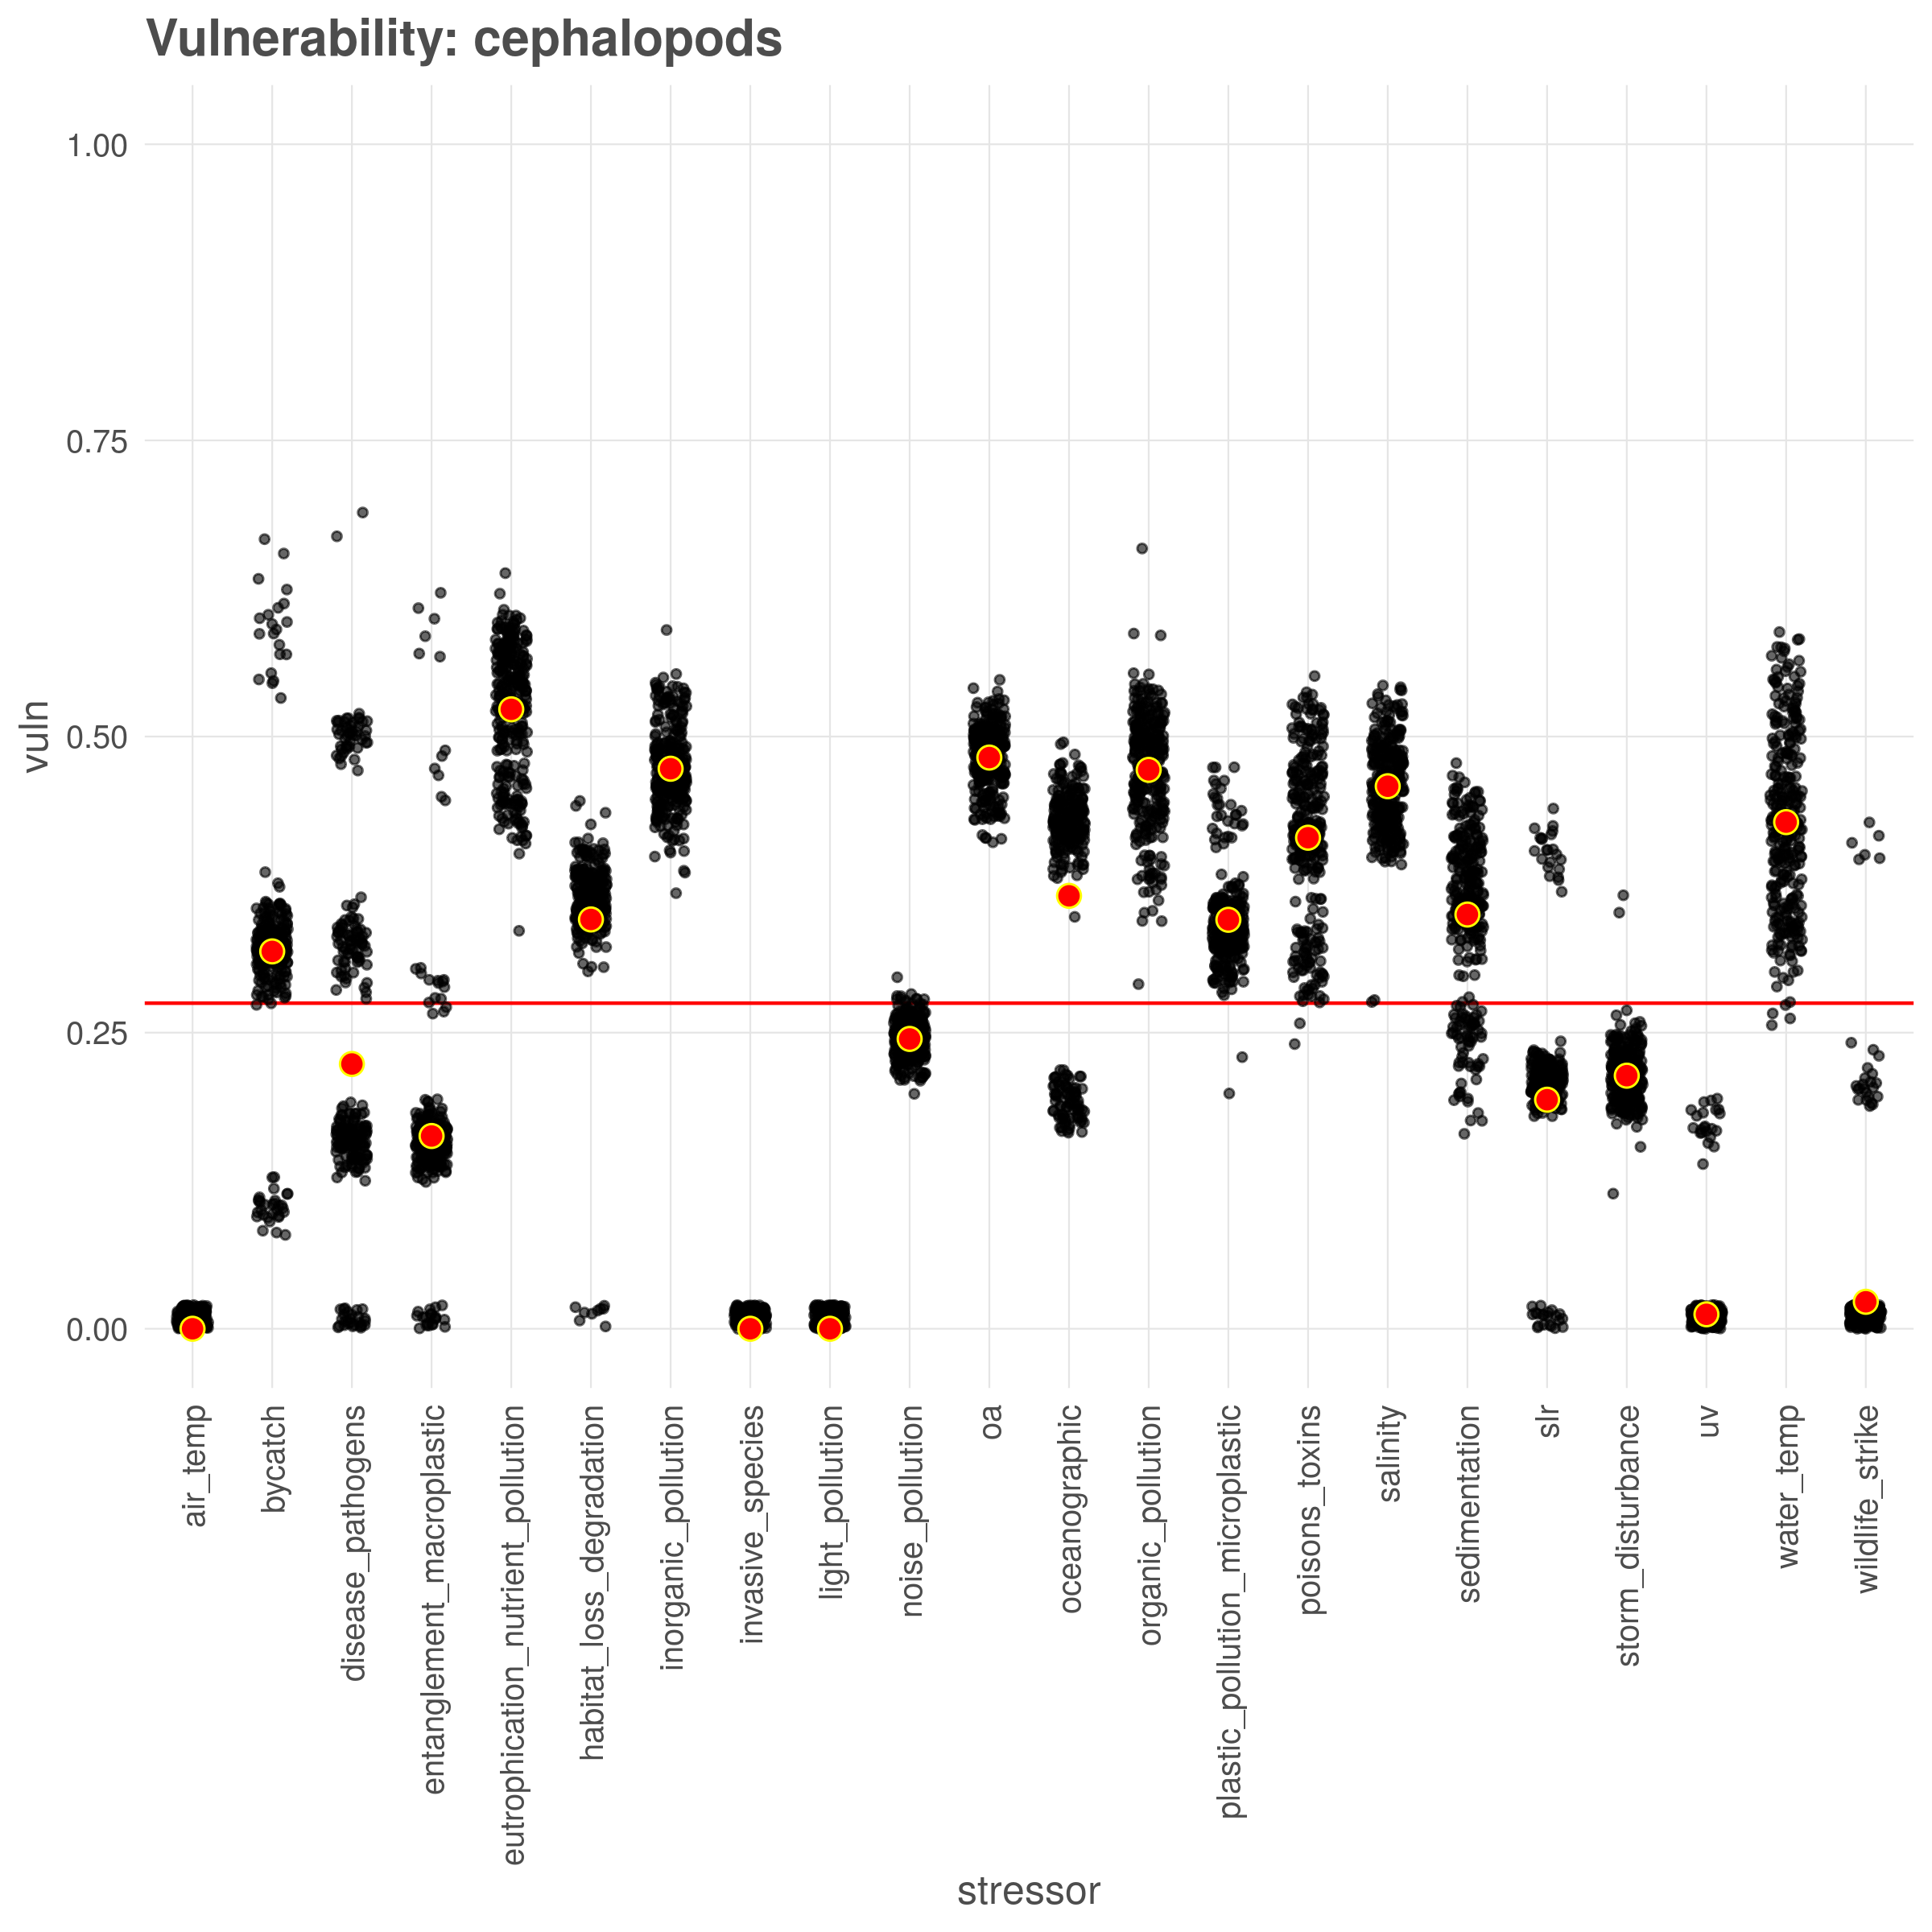 Vulnerability: cephalopods
1.00
0.75
0.50
0.25
0.00
vuln
air_temp
bycatch
disease_pathogens
entanglement_macroplastic
eutrophication_nutrient_pollution
habitat_loss_degradation
inorganic_pollution
invasive_species
light_pollution
noise_pollution
oa
oceanographic
organic_pollution
plastic_pollution_microplastic
poisons_toxins
salinity
sedimentation
slr
storm_disturbance
uv
water_temp
wildlife_strike
stressor